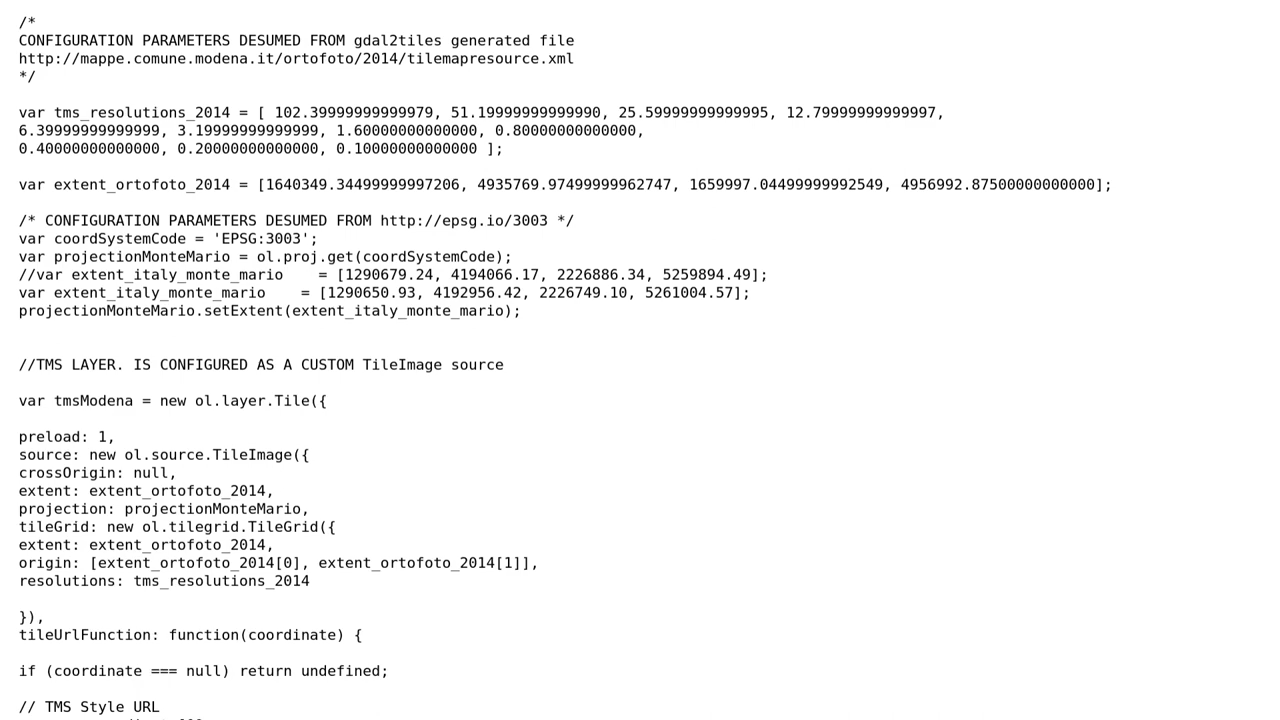 /*
CONFIGURATION PARAMETERS DESUMED FROM gdal2tiles generated file
http://mappe.comune.modena.it/ortofoto/2014/tilemapresource.xml
*/
var tms_resolutions_2014 = [ 102.39999999999979, 51.19999999999990, 25.59999999999995, 12.79999999999997,
6.39999999999999, 3.19999999999999, 1.60000000000000, 0.80000000000000,
0.40000000000000, 0.20000000000000, 0.10000000000000 ];
var extent_ortofoto_2014 = [1640349.34499999997206, 4935769.97499999962747, 1659997.04499999992549, 4956992.87500000000000];
/* CONFIGURATION PARAMETERS DESUMED FROM http://epsg.io/3003 */
var coordSystemCode = 'EPSG:3003';
var projectionMonteMario = ol.proj.get(coordSystemCode);
//var extent_italy_monte_mario    = [1290679.24, 4194066.17, 2226886.34, 5259894.49];
var extent_italy_monte_mario    = [1290650.93, 4192956.42, 2226749.10, 5261004.57];
projectionMonteMario.setExtent(extent_italy_monte_mario);
//TMS LAYER. IS CONFIGURED AS A CUSTOM TileImage source
var tmsModena = new ol.layer.Tile({
preload: 1,
source: new ol.source.TileImage({
crossOrigin: null,
extent: extent_ortofoto_2014,
projection: projectionMonteMario,
tileGrid: new ol.tilegrid.TileGrid({
extent: extent_ortofoto_2014,
origin: [extent_ortofoto_2014[0], extent_ortofoto_2014[1]],
resolutions: tms_resolutions_2014
}),
tileUrlFunction: function(coordinate) {
if (coordinate === null) return undefined;
// TMS Style URL